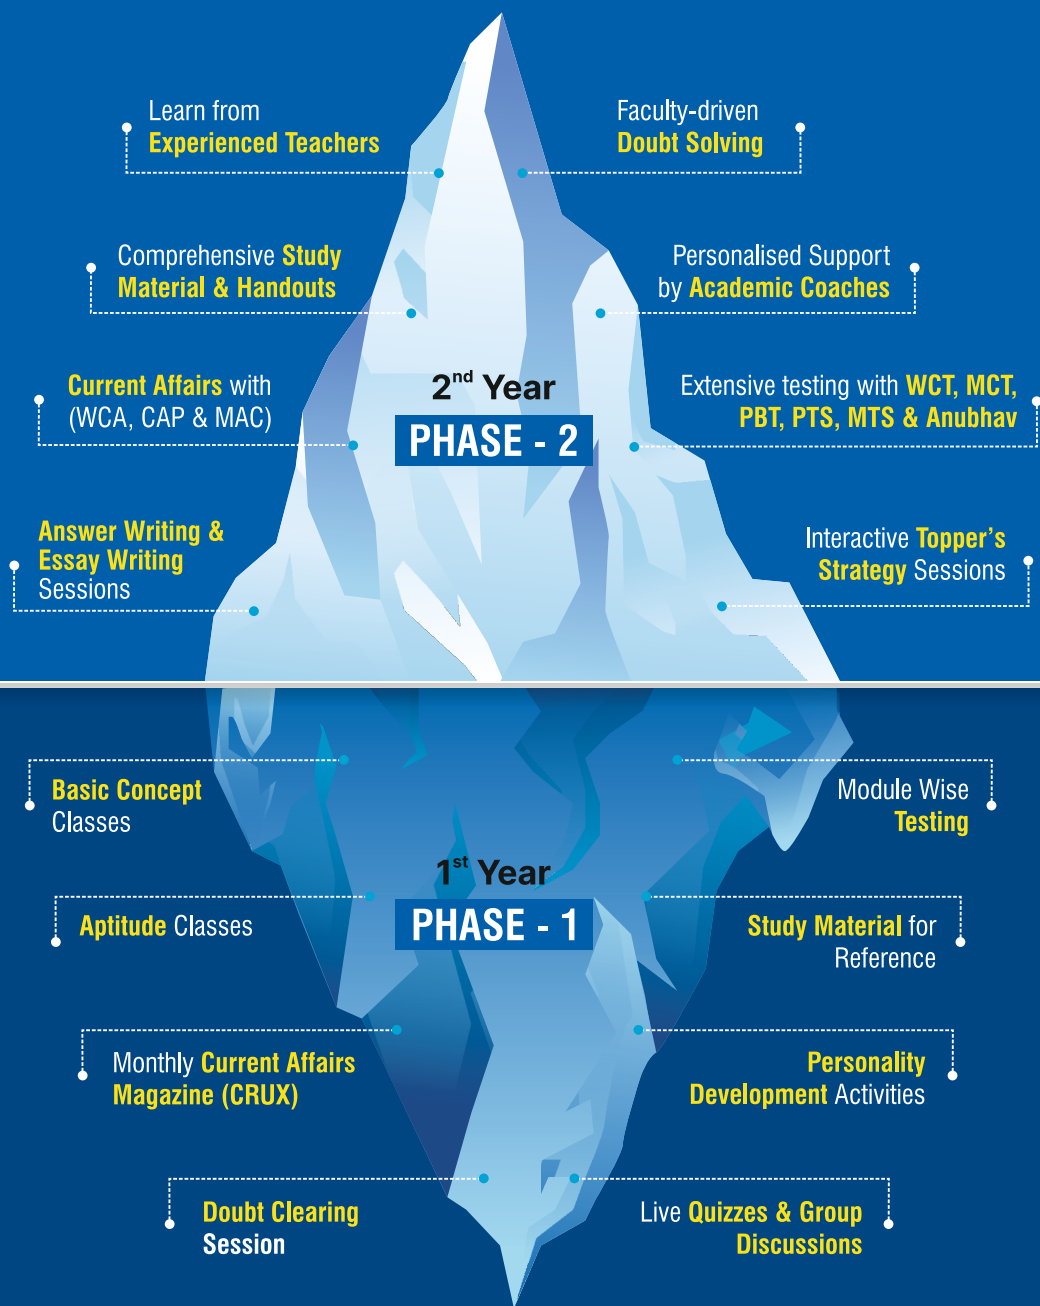 Learn from
Experienced Teachers
Faculty-driven
Doubt Solving
Comprehensive Study
Material & Handouts
Personalised Support
by Academic Coaches
Current Affairs with
(WCA, CAP & MAC)
2nd Year
PHASE - 2
Extensive testing with WCT, MCT,
PBT, PTS, MTS & Anubhav
Answer Writing &
Essay Writing
Sessions
Interactive Topper's
Strategy Sessions
Basic Concept
Classes
Module Wise
Testing
1st Year
PHASE - 1
Aptitude Classes
Study Material for
Reference
Monthly Current Affairs
Magazine (CRUX)
Personality
Development Activities
Doubt Clearing
Session
Live Quizzes & Group
Discussions